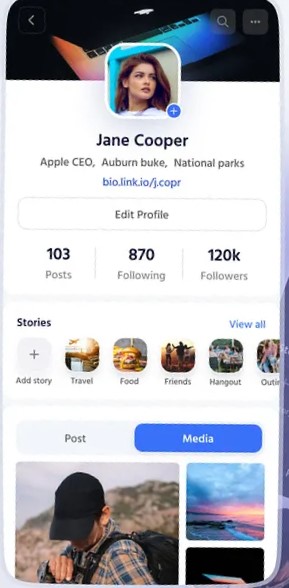 Jane Cooper
Apple CEO, Auburn buke, National parks
bio.link.io/j.copr
Edit Profile
103 870 120k
Posts Following Followers
Stories View all
Add story Travel Food Friends Hangout Outin
Post Media